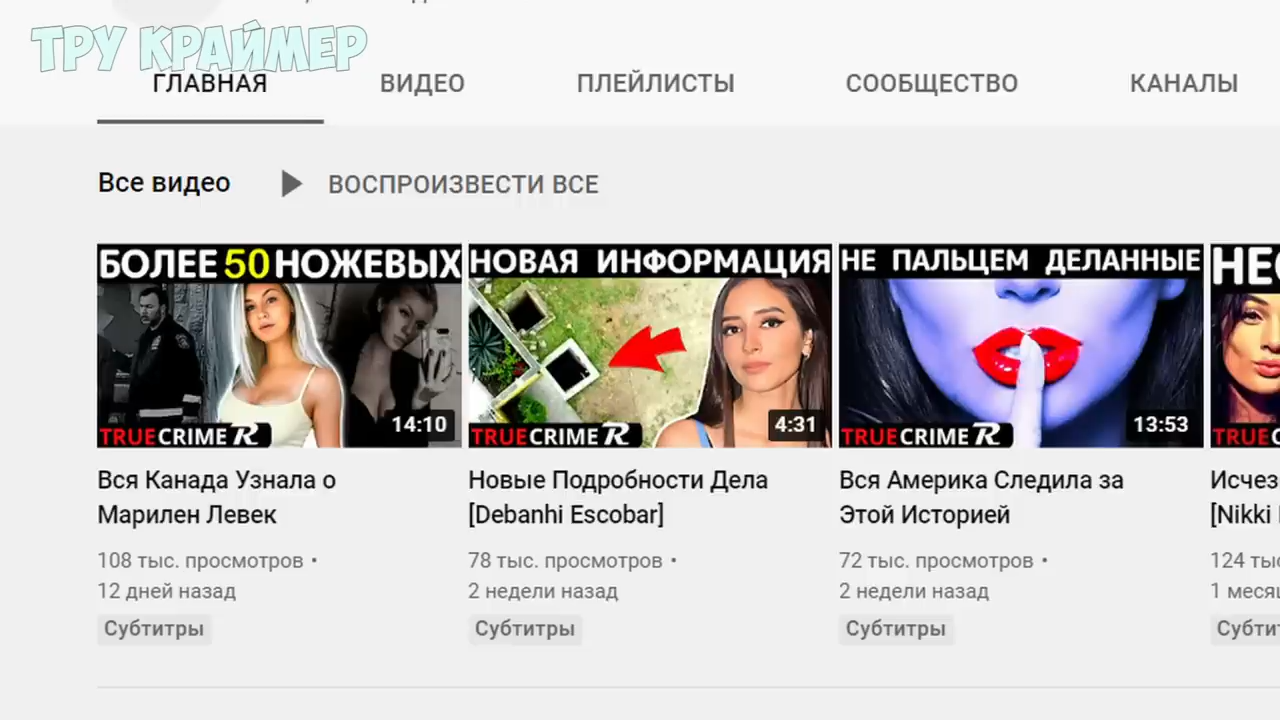 ТРУ КРАЙМЕР
ГЛАВНАЯ ВИДЕО ПЛЕЙЛИСТЫ СООБЩЕСТВО КАНАЛЫ
Все видео ВОСПРОИЗВЕСТИ ВСЕ
БОЛЕЕ 50 НОЖЕВЫХ
14:10
TRUECRIME R
Вся Канада Узнала о
Марилен Левек
108 тыс. просмотров •
12 дней назад
Субтитры
НОВАЯ ИНФОРМАЦИЯ
4:31
TRUECRIME R
Новые Подробности Дела
[Debanhi Escobar]
78 тыс. просмотров •
2 недели назад
Субтитры
НЕ ПАЛЬЦЕМ ДЕЛАННЫЕ
13:53
TRUECRIME R
Вся Америка Следила за
Этой Историей
72 тыс. просмотров •
2 недели назад
Субтитры
[Nikki
124
1